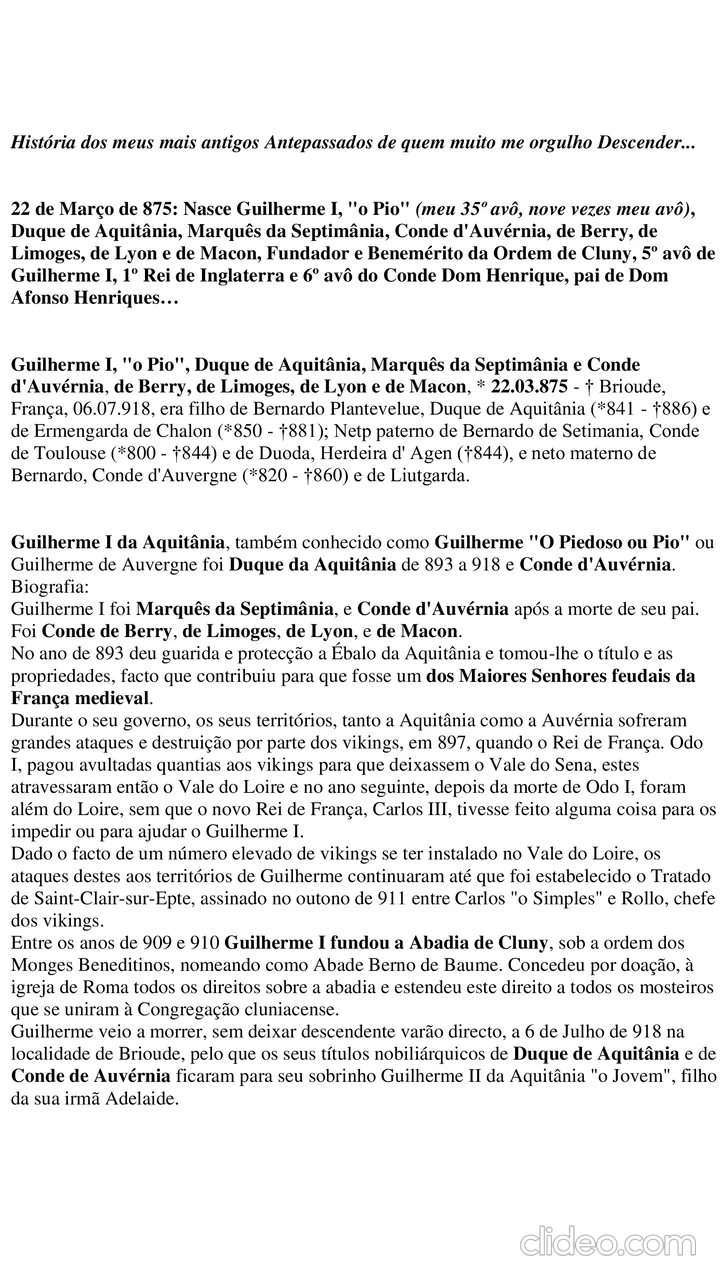 História dos meus mais antigos Antepassados de quem muito me orgulho Descender...
22 de Março de 875: Nasce Guilherme I, "o Pio" (meu 35º avô, nove vezes meu avô),
Duque de Aquitânia, Marquês da Septimânia, Conde d'Auvérnia, de Berry, de
Limoges, de Lyon e de Macon, Fundador e Benemérito da Ordem de Cluny, 5º avô de
Guilherme I, 1º Rei de Inglaterra e 6º avô do Conde Dom Henrique, pai de Dom
Afonso Henriques…
Guilherme I, "o Pio", Duque de Aquitânia, Marquês da Septimânia e Conde
d'Auvérnia, de Berry, de Limoges, de Lyon e de Macon, * 22.03.875 - † Brioude,
França, 06.07.918, era filho de Bernardo Plantevelue, Duque de Aquitânia (*841 - †886) e
de Ermengarda de Chalon (*850 - †881); Netp paterno de Bernardo de Setimania, Conde
de Toulouse (*800 - †844) e de Duoda, Herdeira d' Agen (†844), e neto materno de
Bernardo, Conde d'Auvergne (*820 - †860) e de Liutgarda.
Guilherme I da Aquitânia, também conhecido como Guilherme "O Piedoso ou Pio" ou
Guilherme de Auvergne foi Duque da Aquitânia de 893 a 918 e Conde d'Auvérnia.
Biografia:
Guilherme I foi Marquês da Septimânia, e Conde d'Auvérnia após a morte de seu pai.
Foi Conde de Berry, de Limoges, de Lyon, e de Macon.
No ano de 893 deu guarida e protecção a Ébalo da Aquitânia e tomou-lhe o título e as
propriedades, facto que contribuiu para que fosse um dos Maiores Senhores feudais da
França medieval.
Durante o seu governo, os seus territórios, tanto a Aquitânia como a Auvérnia sofreram
grandes ataques e destruição por parte dos vikings, em 897, quando o Rei de França. Odo
I, pagou avultadas quantias aos vikings para que deixassem o Vale do Sena, estes
atravessaram então o Vale do Loire e no ano seguinte, depois da morte de Odo I, foram
além do Loire, sem que o novo Rei de França, Carlos III, tivesse feito alguma coisa para os
impedir ou para ajudar o Guilherme I.
Dado o facto de um número elevado de vikings se ter instalado no Vale do Loire, os
ataques destes aos territórios de Guilherme continuaram até que foi estabelecido o Tratado
de Saint-Clair-sur-Epte, assinado no outono de 911 entre Carlos "o Simples" e Rollo, chefe
dos vikings.
Entre os anos de 909 e 910 Guilherme I fundou a Abadia de Cluny, sob a ordem dos
Monges Beneditinos, nomeando como Abade Berno de Baume. Concedeu por doação, à
igreja de Roma todos os direitos sobre a abadia e estendeu este direito a todos os mosteiros
que se uniram à Congregação cluniacense.
Guilherme veio a morrer, sem deixar descendente varão directo, a 6 de Julho de 918 na
localidade de Brioude, pelo que os seus títulos nobiliárquicos de Duque de Aquitânia e de
Conde de Auvérnia ficaram para seu sobrinho Guilherme II da Aquitânia "o Jovem", filho
da sua irmã Adelaide.
clideo.com